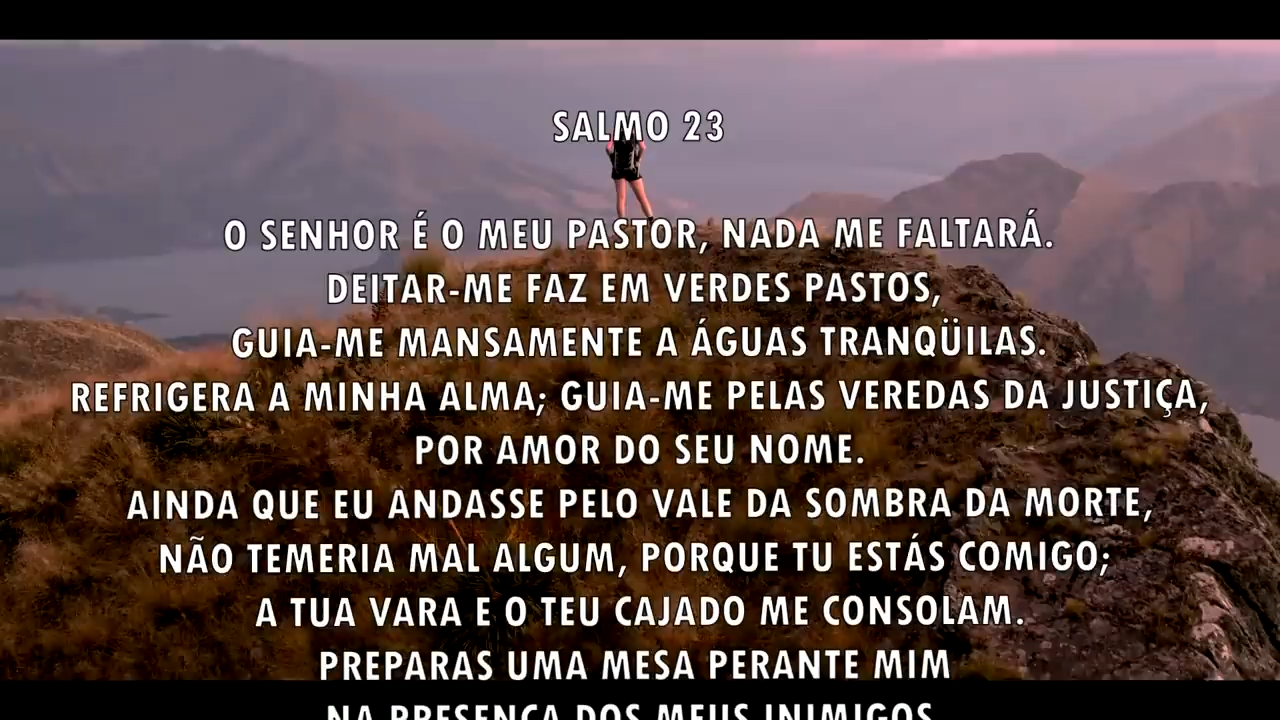 SALMO 23
O SENHOR É O MEU PASTOR, NADA ME FALTARÁ.
DEITAR-ME FAZ EM VERDES PASTOS,
GUIA-ME MANSAMENTE A ÁGUAS TRANQÜILAS.
REFRIGERA A MINHA ALMA; GUIA-ME PELAS VEREDAS DA JUSTIÇA,
POR AMOR DO SEU NOME.
AINDA QUE EU ANDASSE PELO VALE DA SOMBRA DA MORTE,
NÃO TEMERIA MAL ALGUM, PORQUE TU ESTÁS COMIGO;
A TUA VARA E O TEU CAJADO ME CONSOLAM.
PREPARAS UMA MESA PERANTE MIM
NA PRESENÇA DOS MEUS INIMIGOS